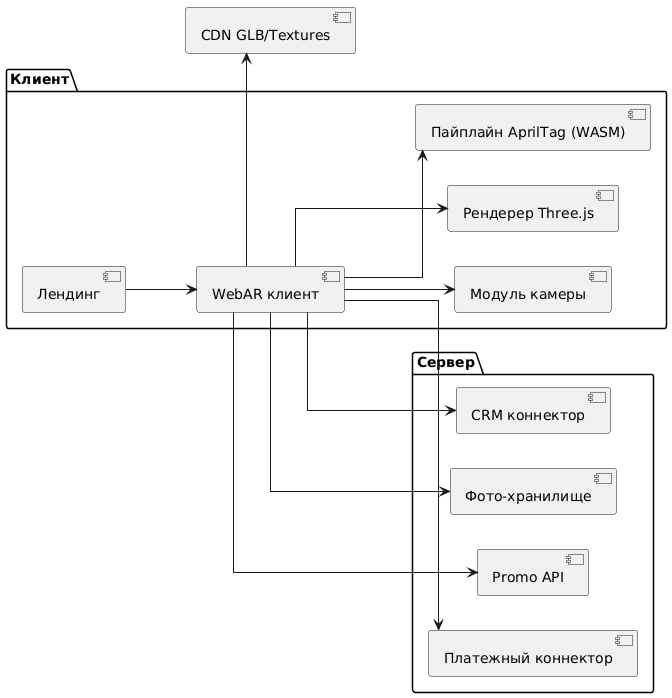 CDN GLB/Textures
Клиент
Пайплайн AprilTag (WASM)
Рендерер Three.js
Лендинг
WebAR клиент
Модуль камеры
Сервер
CRM коннектор
Фото-хранилище
Promo API
Платежный коннектор